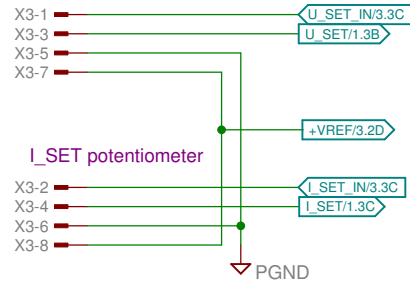 X3-1 U_SET_IN/3.3C
X3-3 U_SET/1.3B
X3-5
X3-7
+VREF/3.2D
I_SET potentiometer
X3-2 I_SET_IN/3.3C
X3-4 I_SET/1.3C
X3-6
X3-8
PGND